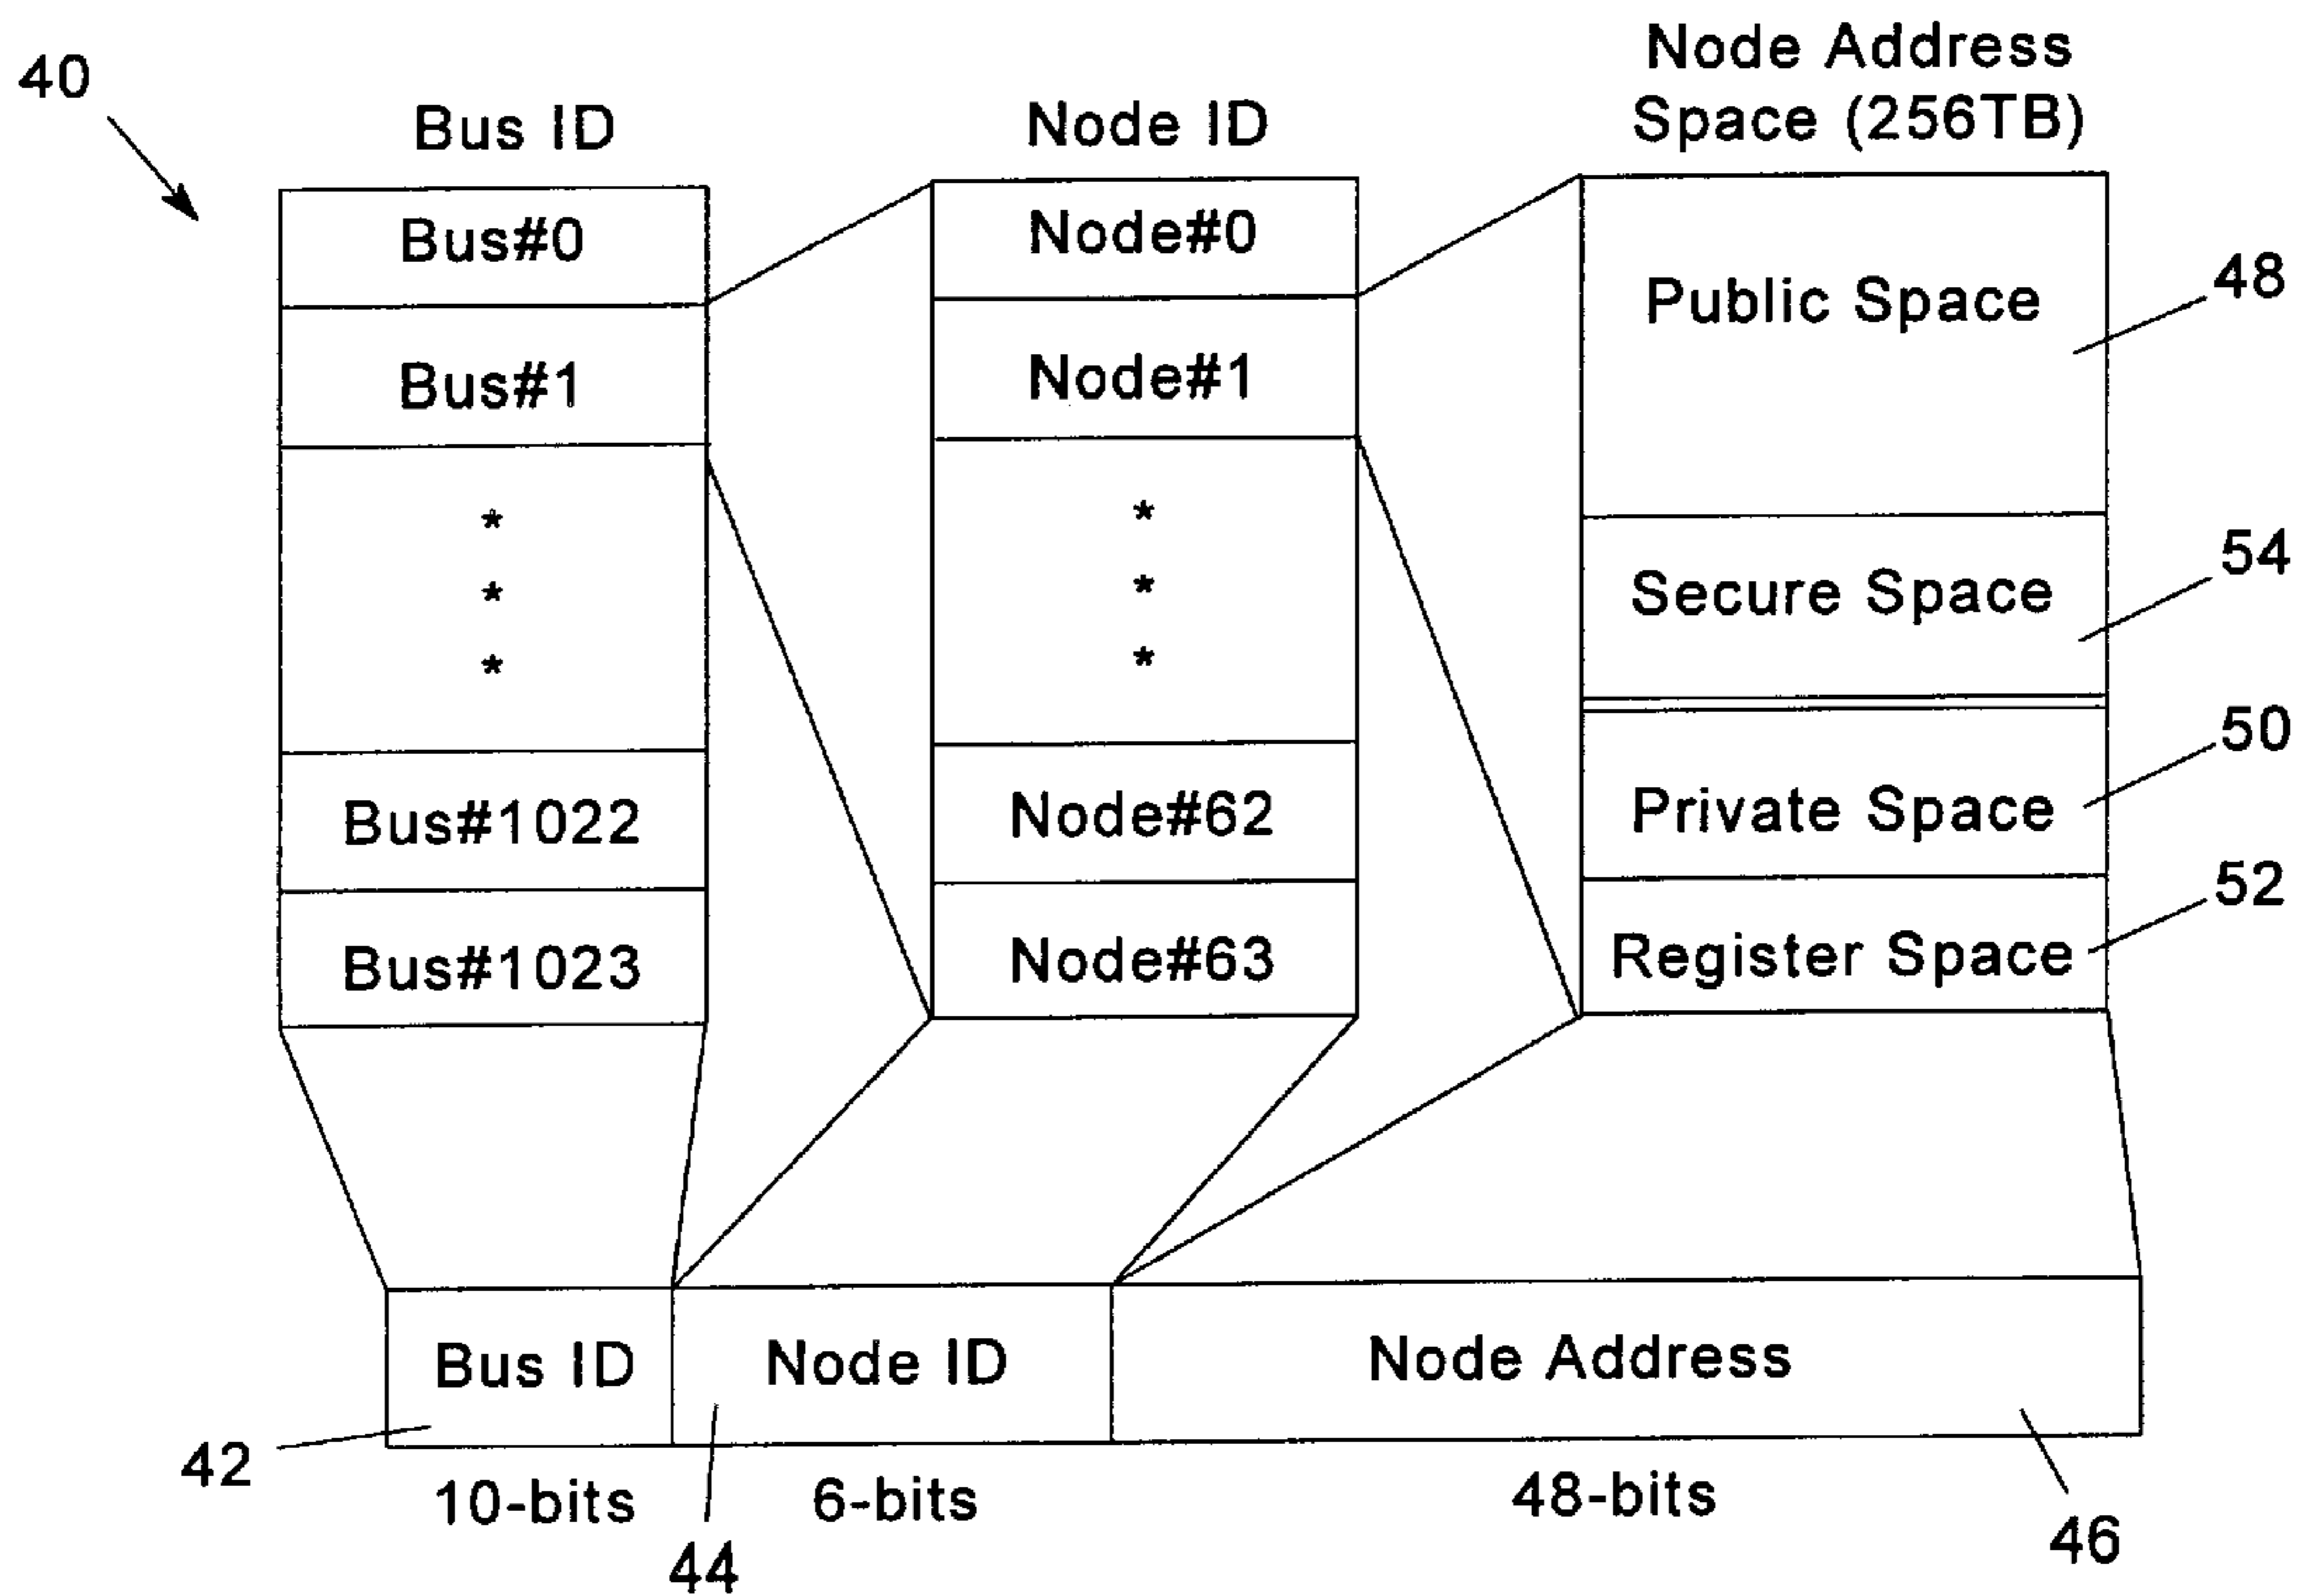 40
Bus ID
Bus#0
Bus#1
*
*
*
Bus#1022
Bus#1023
Node ID
Node#0
Node#1
*
*
*
Node#62
Node#63
Node Address
Space (256TB)
Public Space
48
Secure Space
54
Private Space
50
Register Space
52
Bus ID
Node ID
Node Address
42
10-bits
44
6-bits
48-bits
46